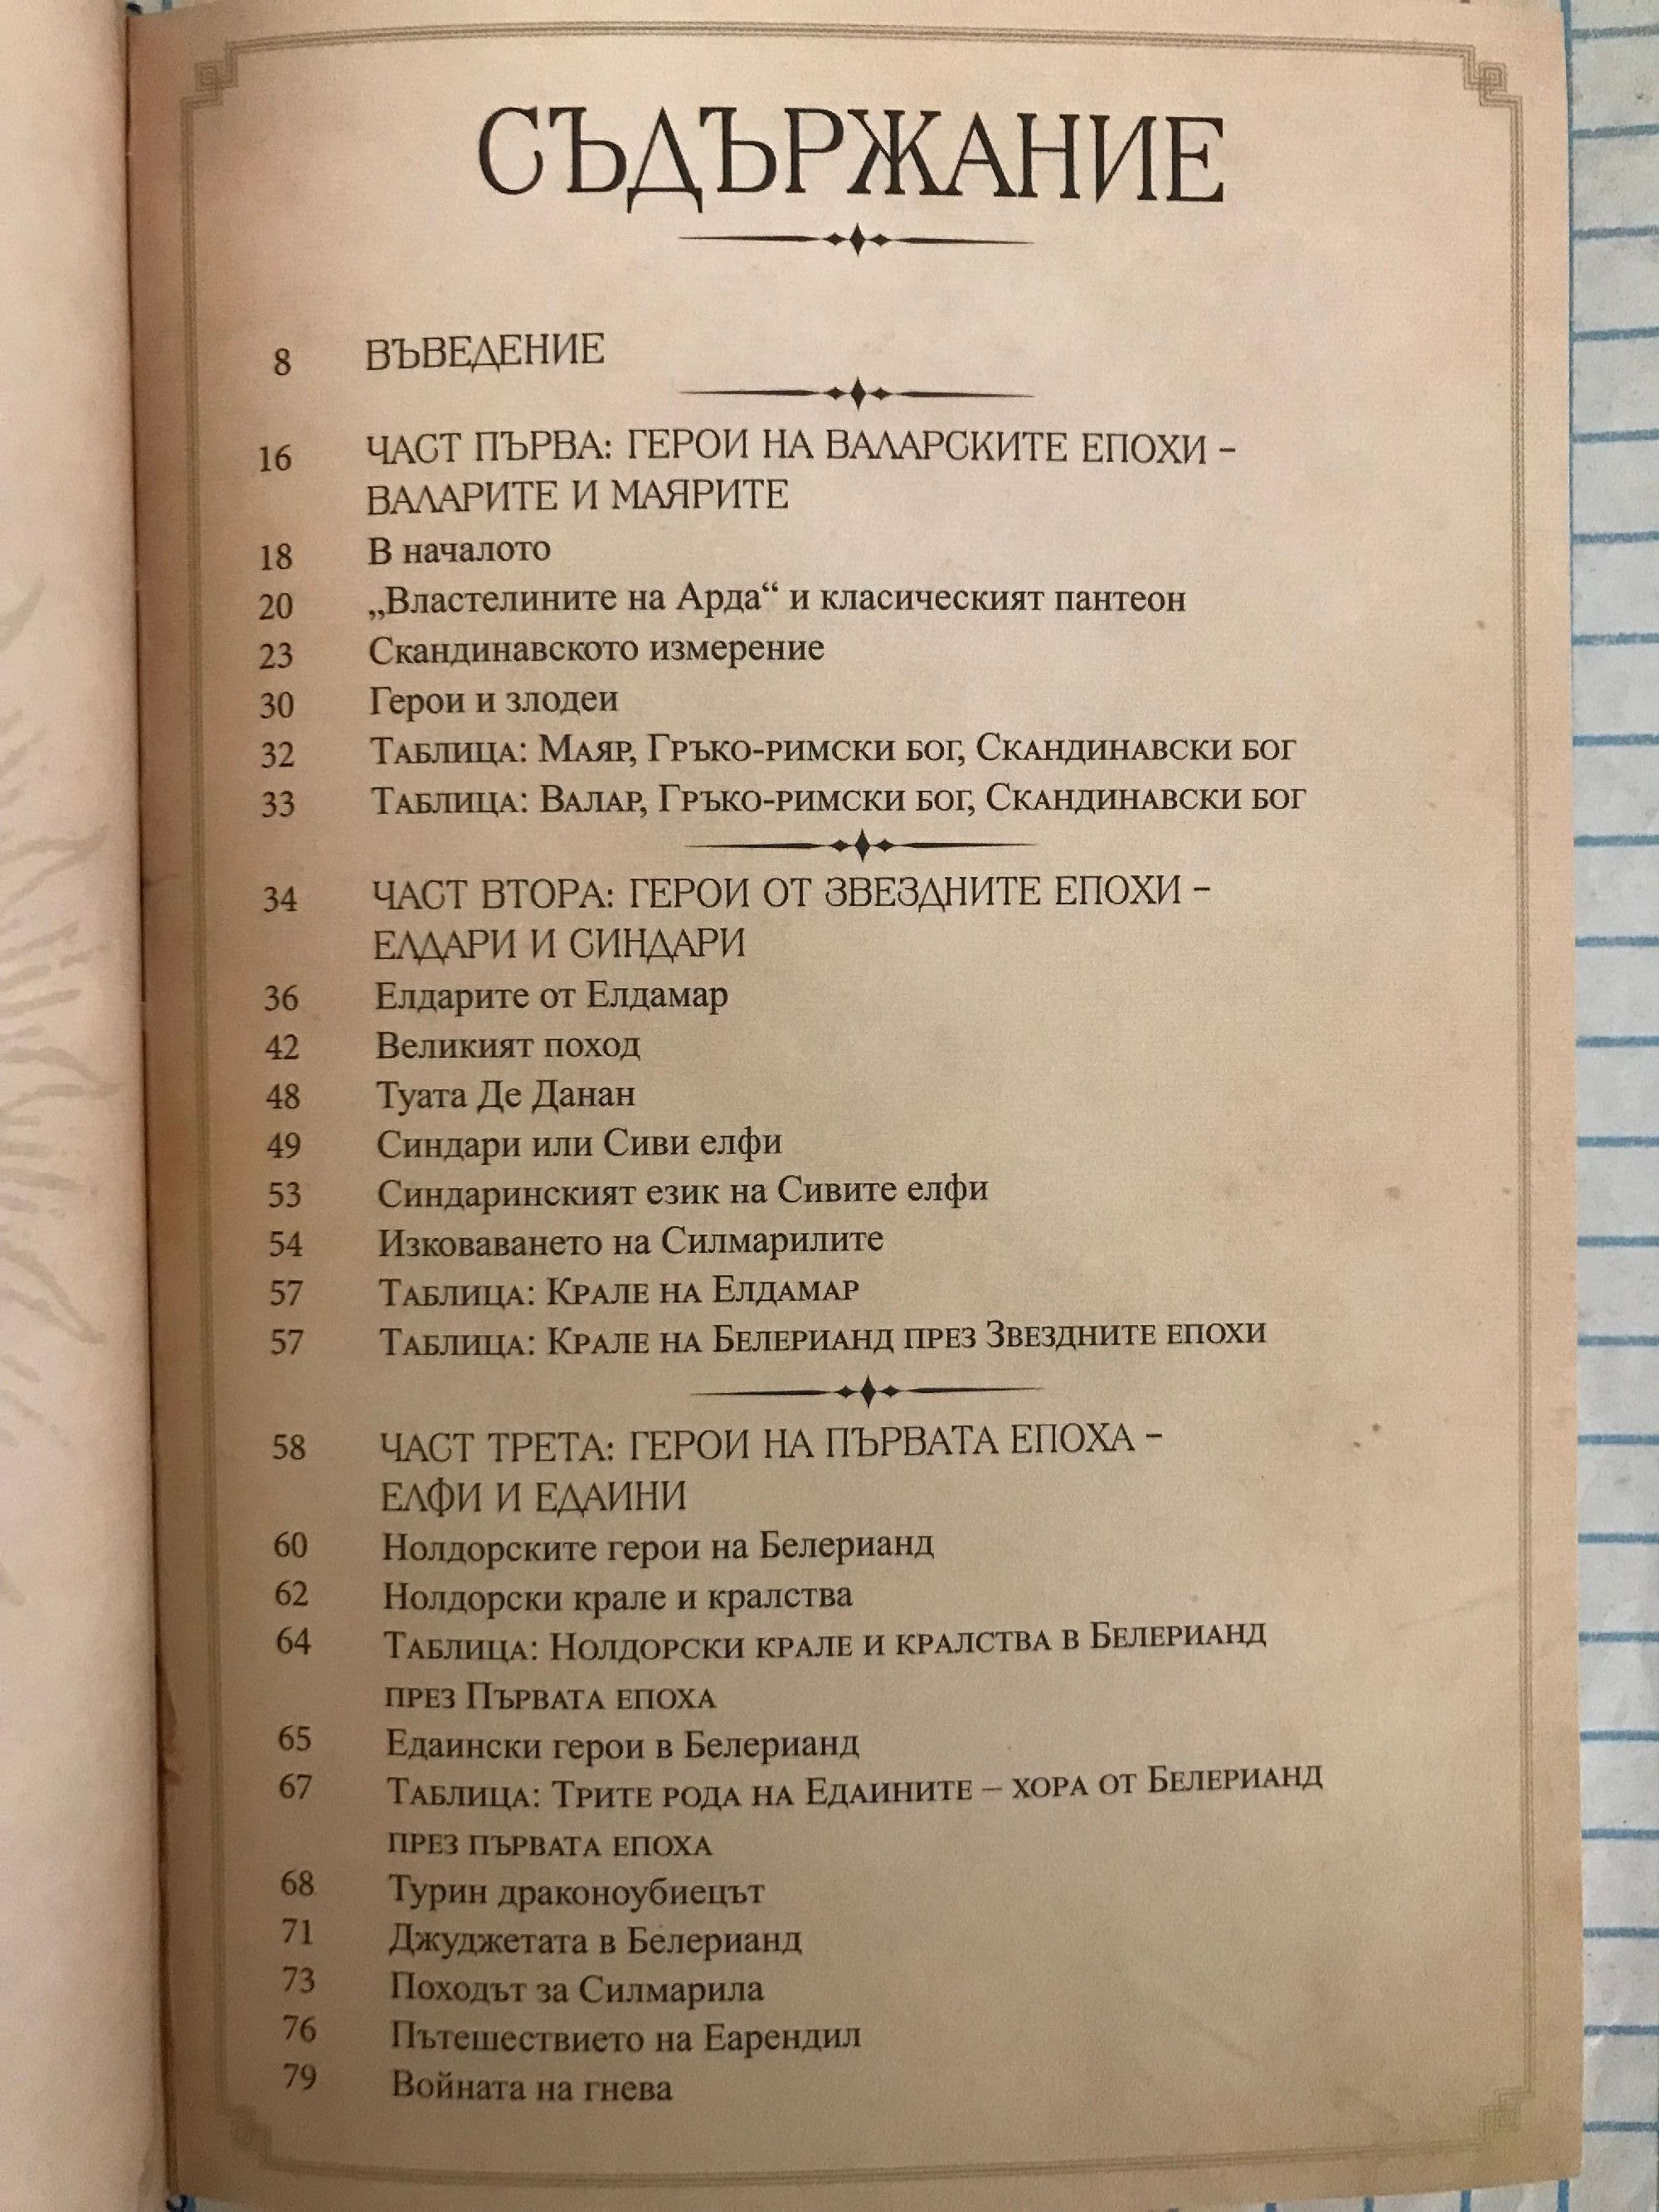 СЪДЪРЖАНИЕ
8 ВЪВЕДЕНИЕ
16 ЧАСТ ПЪРВА: ГЕРОИ НА ВАЛАРСКИТЕ ЕПОХИ –
ВАЛАРИТЕ И МАЯРИТЕ
18 В началото
20 „Властелините на Арда“ и класическият пантеон
23 Скандинавското измерение
30 Герои и злодеи
32 Таблица: Маяр, Гръко-римски бог, Скандинавски бог
33 Таблица: Валар, Гръко-римски бог, Скандинавски бог
34 ЧАСТ ВТОРА: ГЕРОИ ОТ ЗВЕЗДНИТЕ ЕПОХИ –
ЕЛДАРИ И СИНДАРИ
36 Елдарите от Елдамар
42 Великият поход
48 Туата Де Данан
49 Синдари или Сиви елфи
53 Синдаринският език на Сивите елфи
54 Изковаването на Силмарилите
57 Таблица: Крале на Елдамар
57 Таблица: Крале на Белерианд през Звездните епохи
58 ЧАСТ ТРЕТА: ГЕРОИ НА ПЪРВАТА ЕПОХА –
ЕЛФИ И ЕДАИНИ
60 Нолдорските герои на Белерианд
62 Нолдорски крале и кралства
64 Таблица: Нолдорски крале и кралства в Белерианд
през Първата епоха
65 Едаински герои в Белерианд
67 Таблица: Трите рода на Едаините – хора от Белерианд
през първата епоха
68 Турин драконоубиецът
71 Джуджетата в Белерианд
73 Походът за Силмарила
76 Пътешествието на Еарендил
79 Войната на гнева